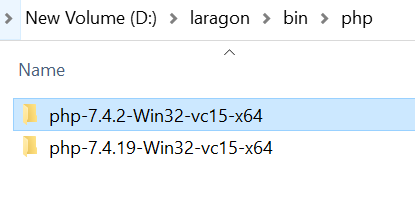 New Volume (D:) > laragon > bin > php
Name
php-7.4.2-Win32-vc15-x64
php-7.4.19-Win32-vc15-x64